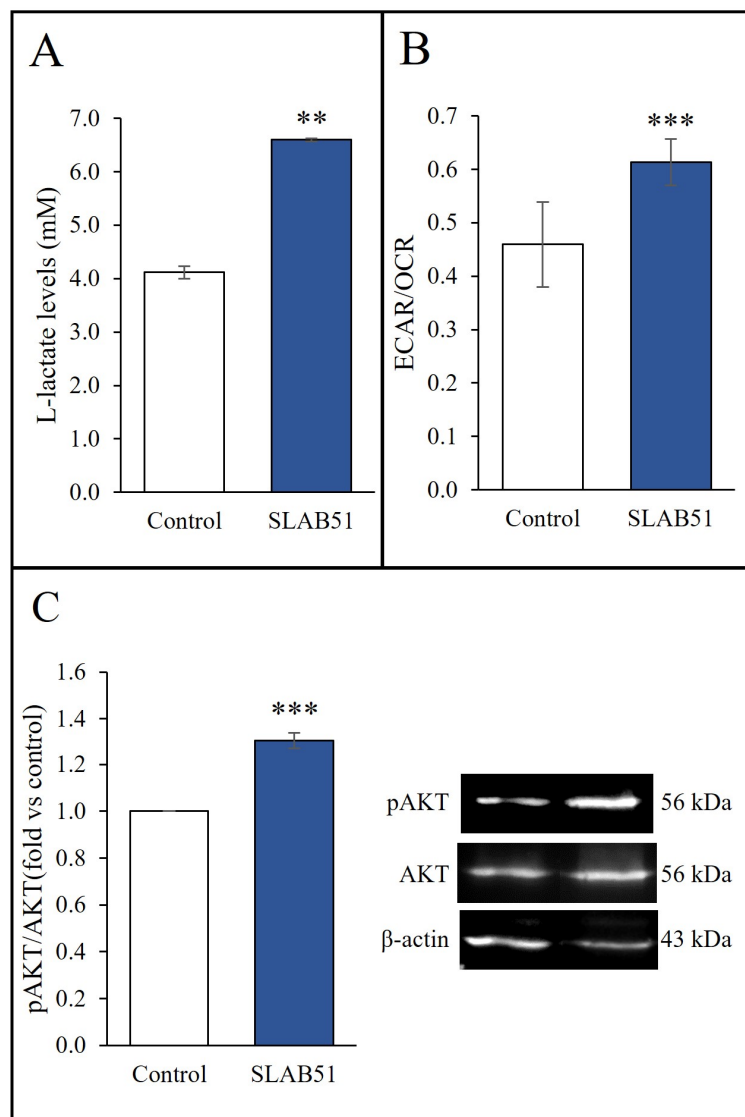 A
L-lactate levels (mM)
7.0
6.0
5.0
4.0
3.0
2.0
1.0
0.0
**
Control SLAB51
B
ECAR/OCR
0.7
0.6
0.5
0.4
0.3
0.2
0.1
0.0
***
Control SLAB51
C
pAKT/AKT(fold vs control)
1.6
1.4
1.2
1.0
0.8
0.6
0.4
0.2
0.0
***
Control SLAB51
pAKT 56 kDa
AKT 56 kDa
β-actin 43 kDa